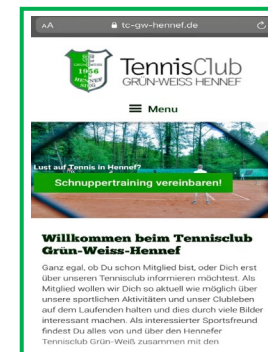 AA tc-gw-hennef.de
1956
HENNEF
TennisClub
GRÜN-WEISS HENNEF
Menu
Lust auf Tennis in Hennef?
Schnuppertraining vereinbaren!
Willkommen beim Tennisclub
Grün-Weiss-Hennef
Ganz egal, ob Du schon Mitglied bist, oder Dich erst
über unseren Tennisclub informieren möchtest. Als
Mitglied wollen wir Dich so aktuell wie möglich über
unsere sportlichen Aktivitäten und unser Clubleben
auf dem Laufenden halten und dies durch viele Bilder
interessant machen. Als interessierter Sportsfreund
findest Du alles von und über den Hennefer
Tennisclub Grün-Weiß zusammen mit den